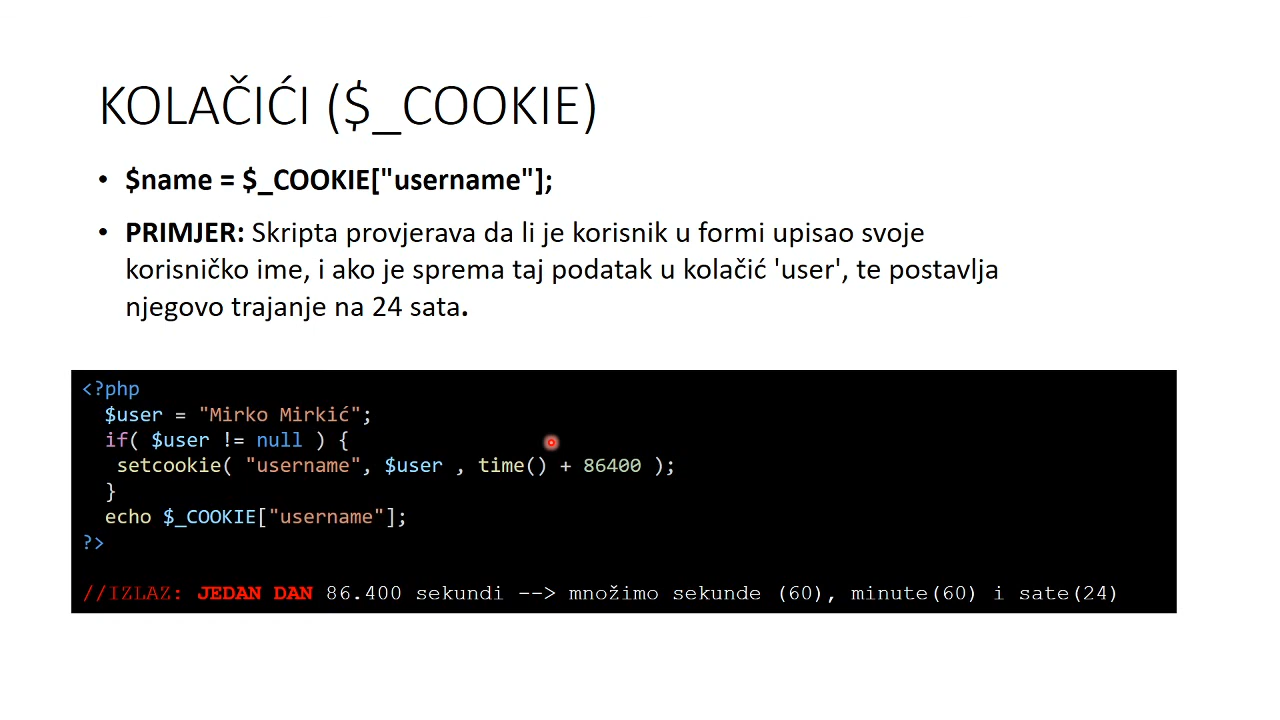 KOLAČIĆI ($_COOKIE)
• $name = $_COOKIE["username"];
• PRIMJER: Skripta provjerava da li je korisnik u formi upisao svoje
korisničko ime, i ako je sprema taj podatak u kolačić 'user', te postavlja
njegovo trajanje na 24 sata.
<?php
$user = "Mirko Mirkić";
if( $user != null ) {
setcookie( "username", $user , time() + 86400 );
}
echo $_COOKIE["username"];
?>
//IZLAZ: JEDAN DAN 86.400 sekundi --> množimo sekunde (60), minute(60) i sate(24)